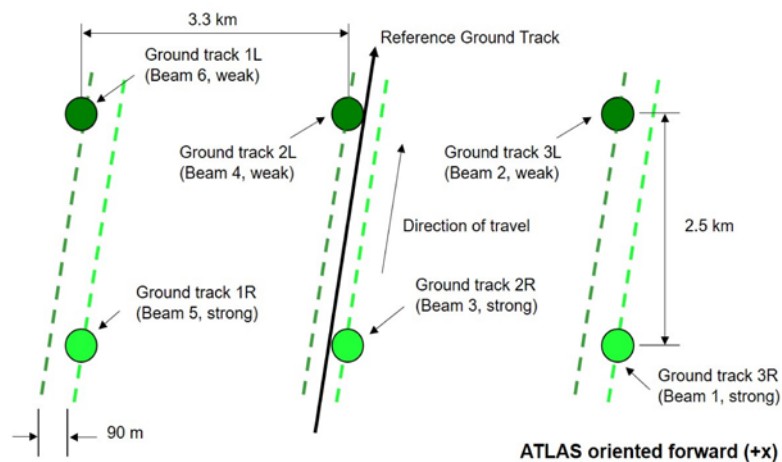 3.3 km
Ground track 1L
(Beam 6, weak)
Reference Ground Track
Ground track 2L
(Beam 4, weak)
Ground track 3L
(Beam 2, weak)
Direction of travel
2.5 km
Ground track 1R
(Beam 5, strong)
Ground track 2R
(Beam 3, strong)
Ground track 3R
(Beam 1, strong)
90 m
ATLAS oriented forward (+x)